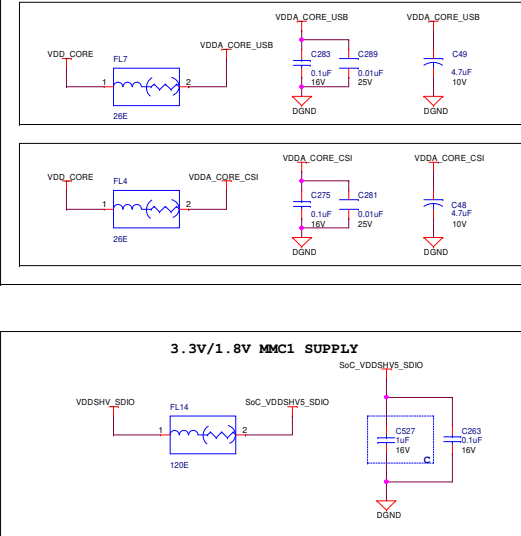 VDDA_CORE_USB
VDDA_CORE_USB
VDD_CORE
FL7
VDDA_CORE_USB
1
2
26E
C283
0.1uF
16V
C289
0.01uF
25V
DGND
C49
4.7uF
10V
DGND
VDDA_CORE_CSI
VDDA_CORE_CSI
VDD_CORE
FL4
VDDA_CORE_CSI
1
2
26E
C275
0.1uF
16V
C281
0.01uF
25V
DGND
C48
4.7uF
10V
DGND
3.3V/1.8V MMC1 SUPPLY
SoC_VDDSHV5_SDIO
VDDSHV_SDIO
FL14
SoC_VDDSHV5_SDIO
1
2
120E
C527
1uF
16V
C
C263
0.1uF
16V
DGND